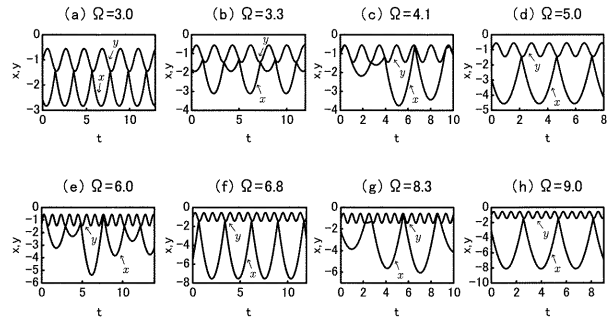 (a) Ω=3.0
(b) Ω=3.3
(c) Ω=4.1
(d) Ω=5.0
x,y
0
-1
-2
-3
y
x
0 5 10
t
0
-1
-2
-3
-4
y
x
0 5 10
t
0
-1
-2
-3
-4
y
x
0 2 4 6 8 10
t
0
-1
-2
-3
-4
-5
y
x
0 2 4 6 8
t
(e) Ω=6.0
(f) Ω=6.8
(g) Ω=8.3
(h) Ω=9.0
x,y
0
-1
-2
-3
-4
-5
-6
y
x
0 5 10
t
x,y
0
-2
-4
-6
-8
y
x
0 2 4 6 8 10
t
x,y
0
-2
-4
-6
y
x
0 2 4 6 8 10
t
x,y
0
-2
-4
-6
-8
-10
y
x
0 2 4 6 8
t